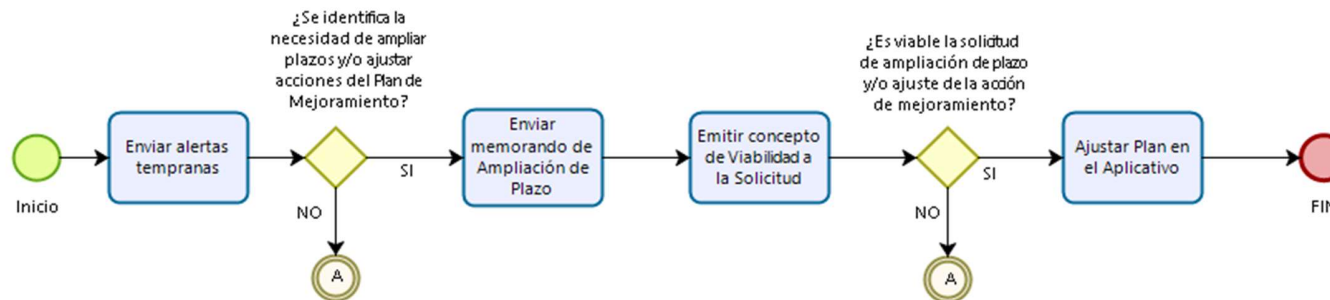 ¿Se identifica la
necesidad de ampliar
plazos y/o ajustar
acciones del Plan de
Mejoramiento?
¿Es viable la solicitud
de ampliación de plazo
y/o ajuste de la acción
de mejoramiento?
Inicio
Enviar alertas
tempranas
SI
NO
A
Enviar
memorando de
Ampliación de
Plazo
Emitir concepto
de Viabilidad a
la Solicitud
SI
NO
A
Ajustar Plan en
el Aplicativo
FIN